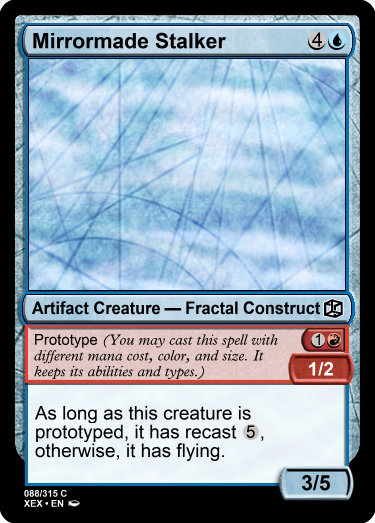 Mirrormade Stalker 4
Artifact Creature — Fractal Construct
Prototype (You may cast this spell with 1
different mana cost, color, and size. It
keeps its abilities and types.)
1/2
As long as this creature is
prototyped, it has recast 5,
otherwise, it has flying.
3/5
088/315 C
XEX • EN